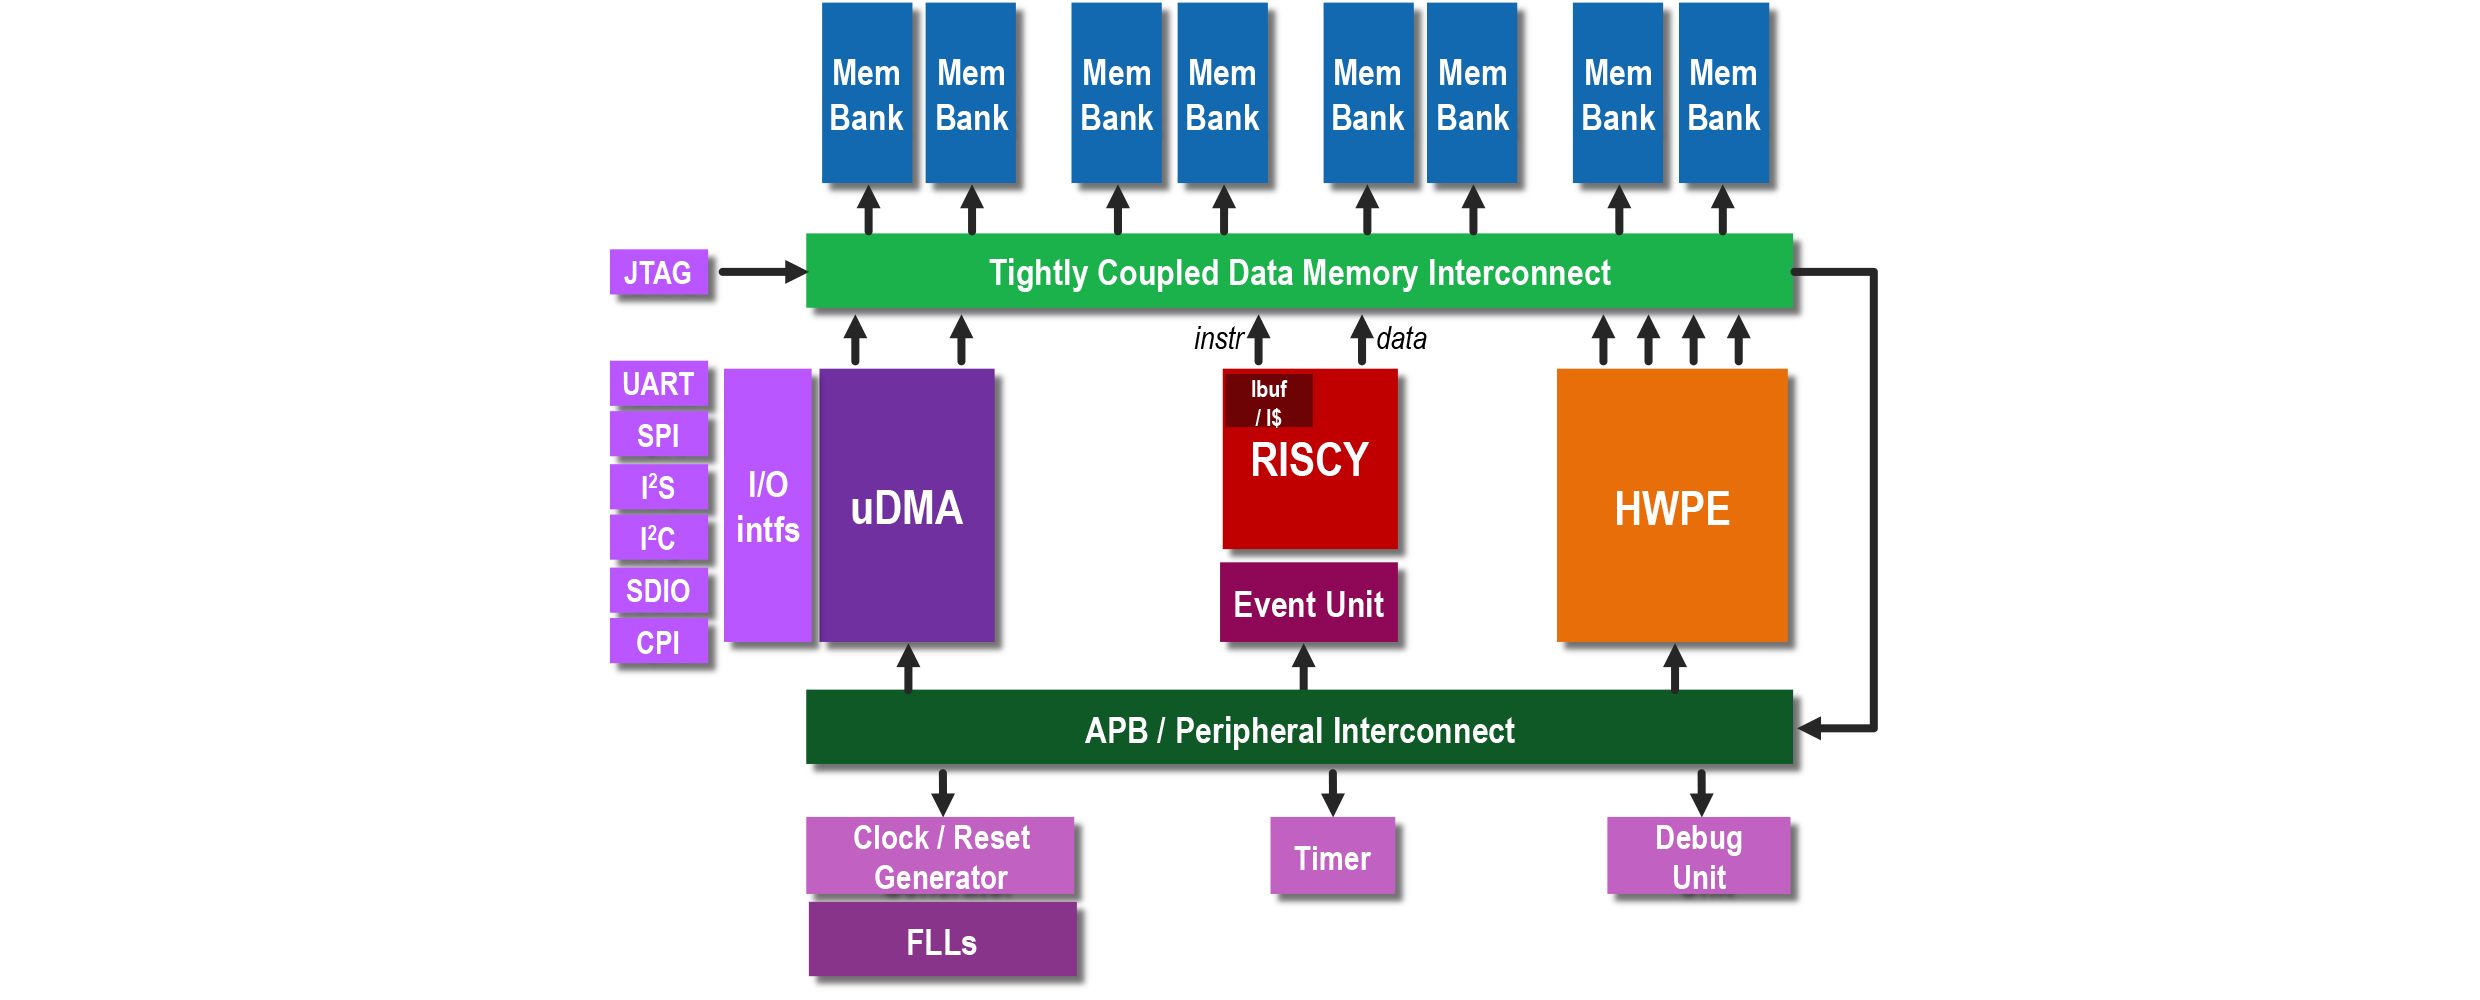 Mem Mem Mem Mem Mem Mem Mem Mem
Bank Bank Bank Bank Bank Bank Bank Bank
JTAG
Tightly Coupled Data Memory Interconnect
instr
data
UART
SPI
I²S
I²C
SDIO
CPI
I/O
intfs
uDMA
Ibuf
/ I$
RISCY
Event Unit
HWPE
APB / Peripheral Interconnect
Clock / Reset
Generator
FLLs
Timer
Debug
Unit